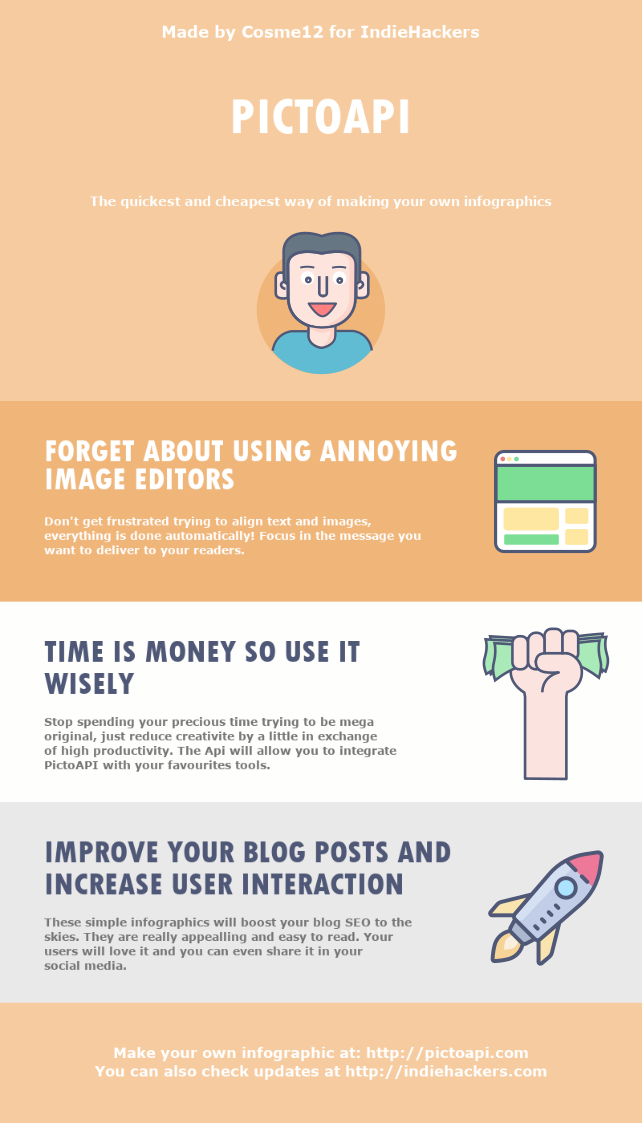 Made by Cosme12 for IndieHackers
PICTOAPI
The quickest and cheapest way of making your own infographics
FORGET ABOUT USING ANNOYING
IMAGE EDITORS
Don't get frustrated trying to align text and images,
everything is done automatically! Focus in the message you
want to deliver to your readers.
TIME IS MONEY SO USE IT
WISELY
Stop spending your precious time trying to be mega
original, just reduce creativite by a little in exchange
of high productivity. The Api will allow you to integrate
PictoAPI with your favourites tools.
IMPROVE YOUR BLOG POSTS AND
INCREASE USER INTERACTION
These simple infographics will boost your blog SEO to the
skies. They are really appealling and easy to read. Your
users will love it and you can even share it in your
social media.
Make your own infographic at: http://pictoapi.com
You can also check updates at http://indiehackers.com